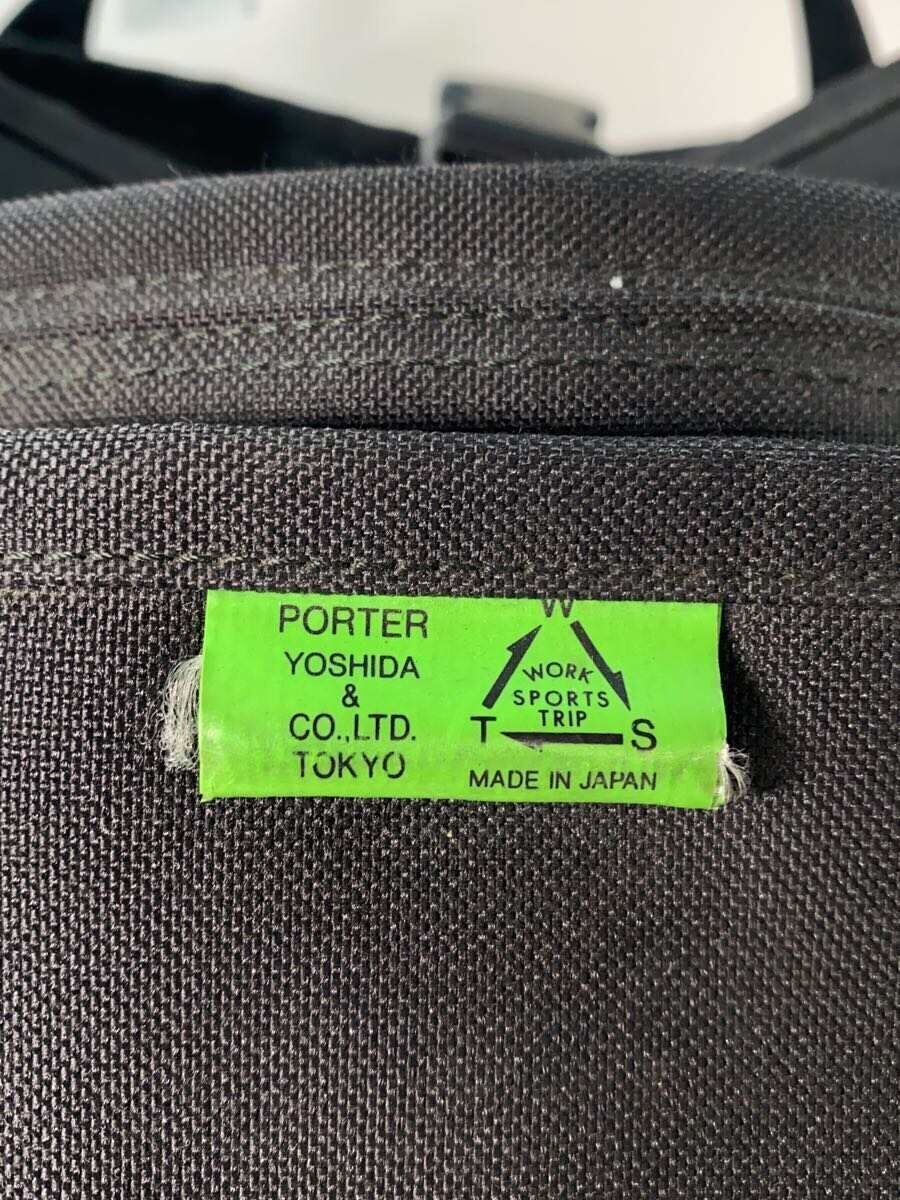 PORTER
YOSHIDA
&
CO.,LTD.
TOKYO
W
WORK
SPORTS
TRIP
T S
MADE IN JAPAN